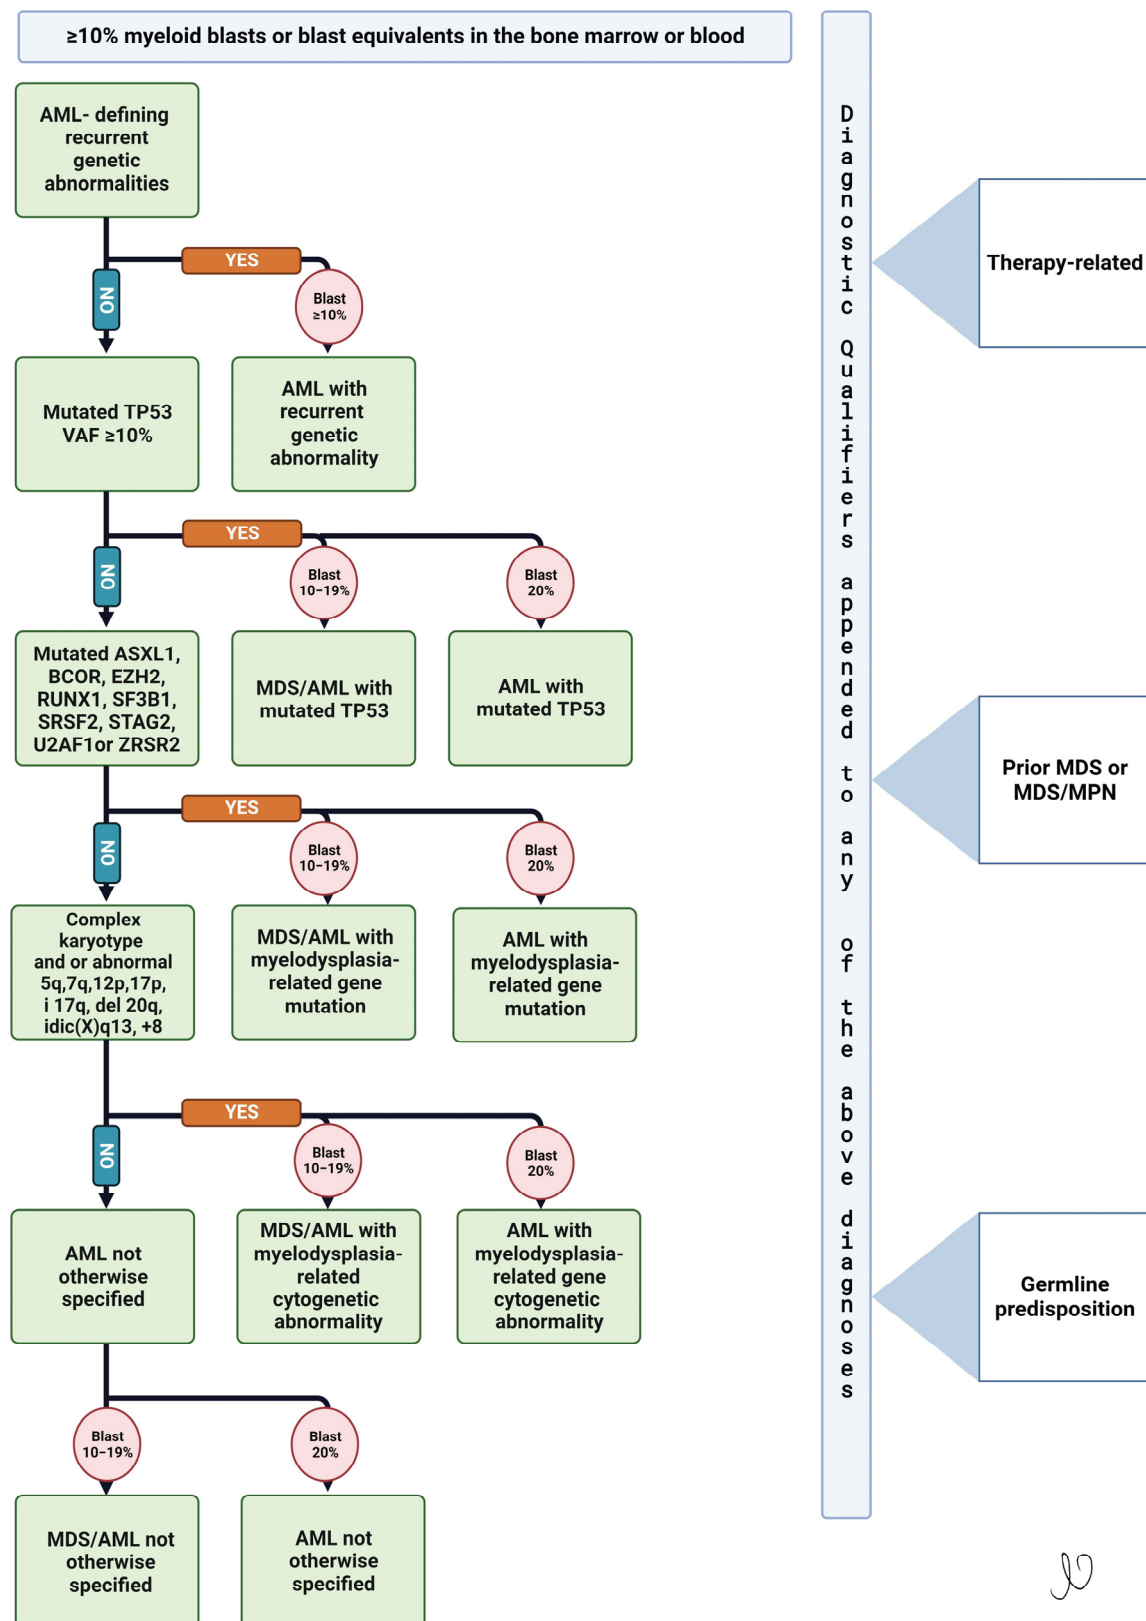 ≥10% myeloid blasts or blast equivalents in the bone marrow or blood
AML- defining
recurrent
genetic
abnormalities
YES
NO
Blast
≥10%
Mutated TP53
VAF ≥10%
AML with
recurrent
genetic
abnormality
YES
NO
Blast
10–19%
Blast
20%
Mutated ASXL1,
BCOR, EZH2,
RUNX1, SF3B1,
SRSF2, STAG2,
U2AF1or ZRSR2
MDS/AML with
mutated TP53
AML with
mutated TP53
YES
NO
Blast
10–19%
Blast
20%
Complex
karyotype
and or abnormal
5q,7q,12p,17p,
i 17q, del 20q,
idic(X)q13, +8
MDS/AML with
myelodysplasia-
related gene
mutation
AML with
myelodysplasia-
related gene
mutation
YES
NO
Blast
10–19%
Blast
20%
AML not
otherwise
specified
MDS/AML with
myelodysplasia-
related
cytogenetic
abnormality
AML with
myelodysplasia-
related gene
cytogenetic
abnormality
Blast
10–19%
Blast
20%
MDS/AML not
otherwise
specified
AML not
otherwise
specified
Diagnostic Qualifiers appended to any of the above diagnoses
Therapy-related
Prior MDS or
MDS/MPN
Germline
predisposition